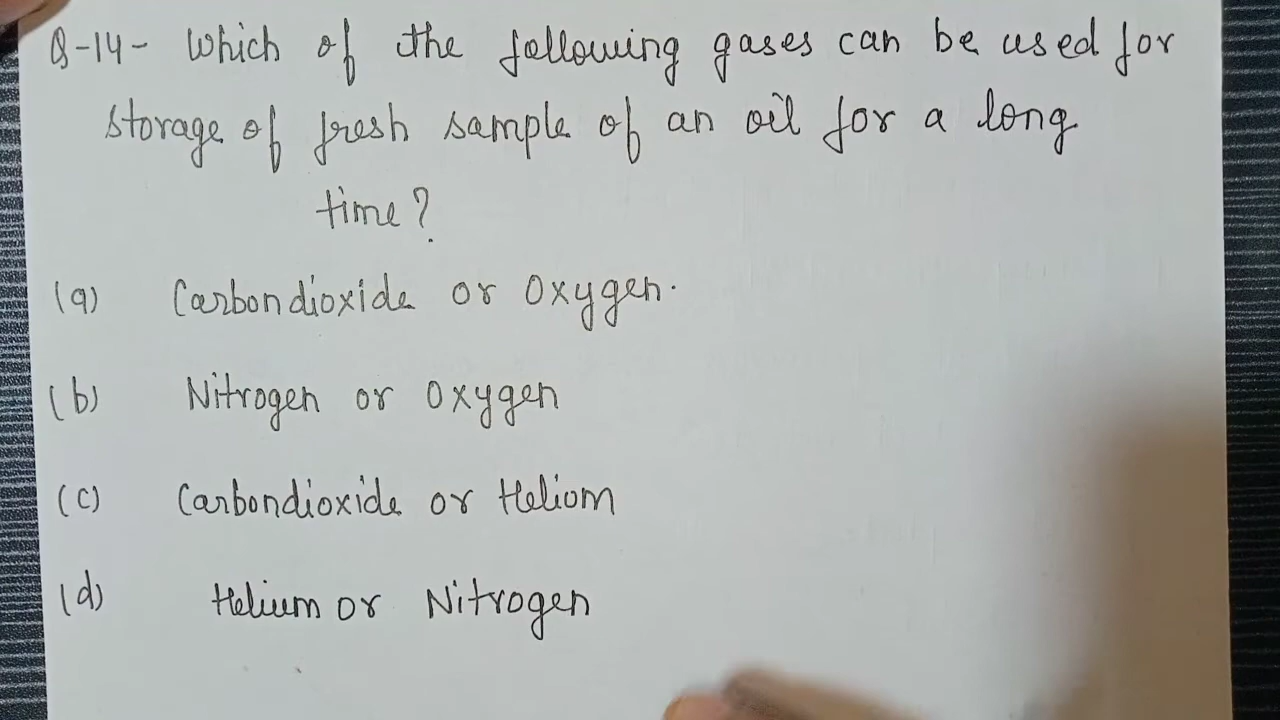 Q-14- Which of the following gases can be used for
storage of fresh sample of an oil for a long
time?
(a) Carbondioxide or Oxygen.
(b) Nitrogen or Oxygen
(c) Carbondioxide or Heliom
(d) Helium or Nitrogen